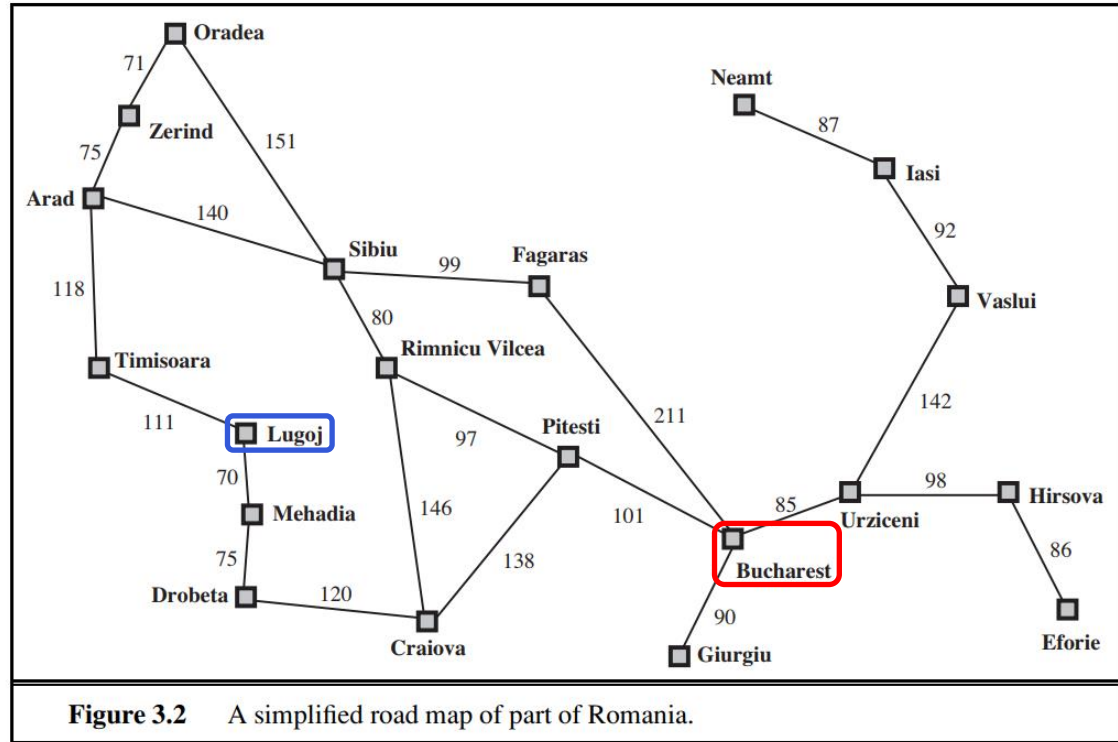 Oradea
71
Neamt
87
Zerind
151
75
Iasi
Arad
140
92
Sibiu
Fagaras
99
118
Vaslui
80
Timisoara
Rimnicu Vilcea
142
111
211
Lugoj
97
Pitesti
70
98
Hirsova
Mehadia
146
101
85
Urziceni
75
138
86
Bucharest
Drobeta
120
90
Craiova
Giurgiu
Eforie
Figure 3.2 A simplified road map of part of Romania.